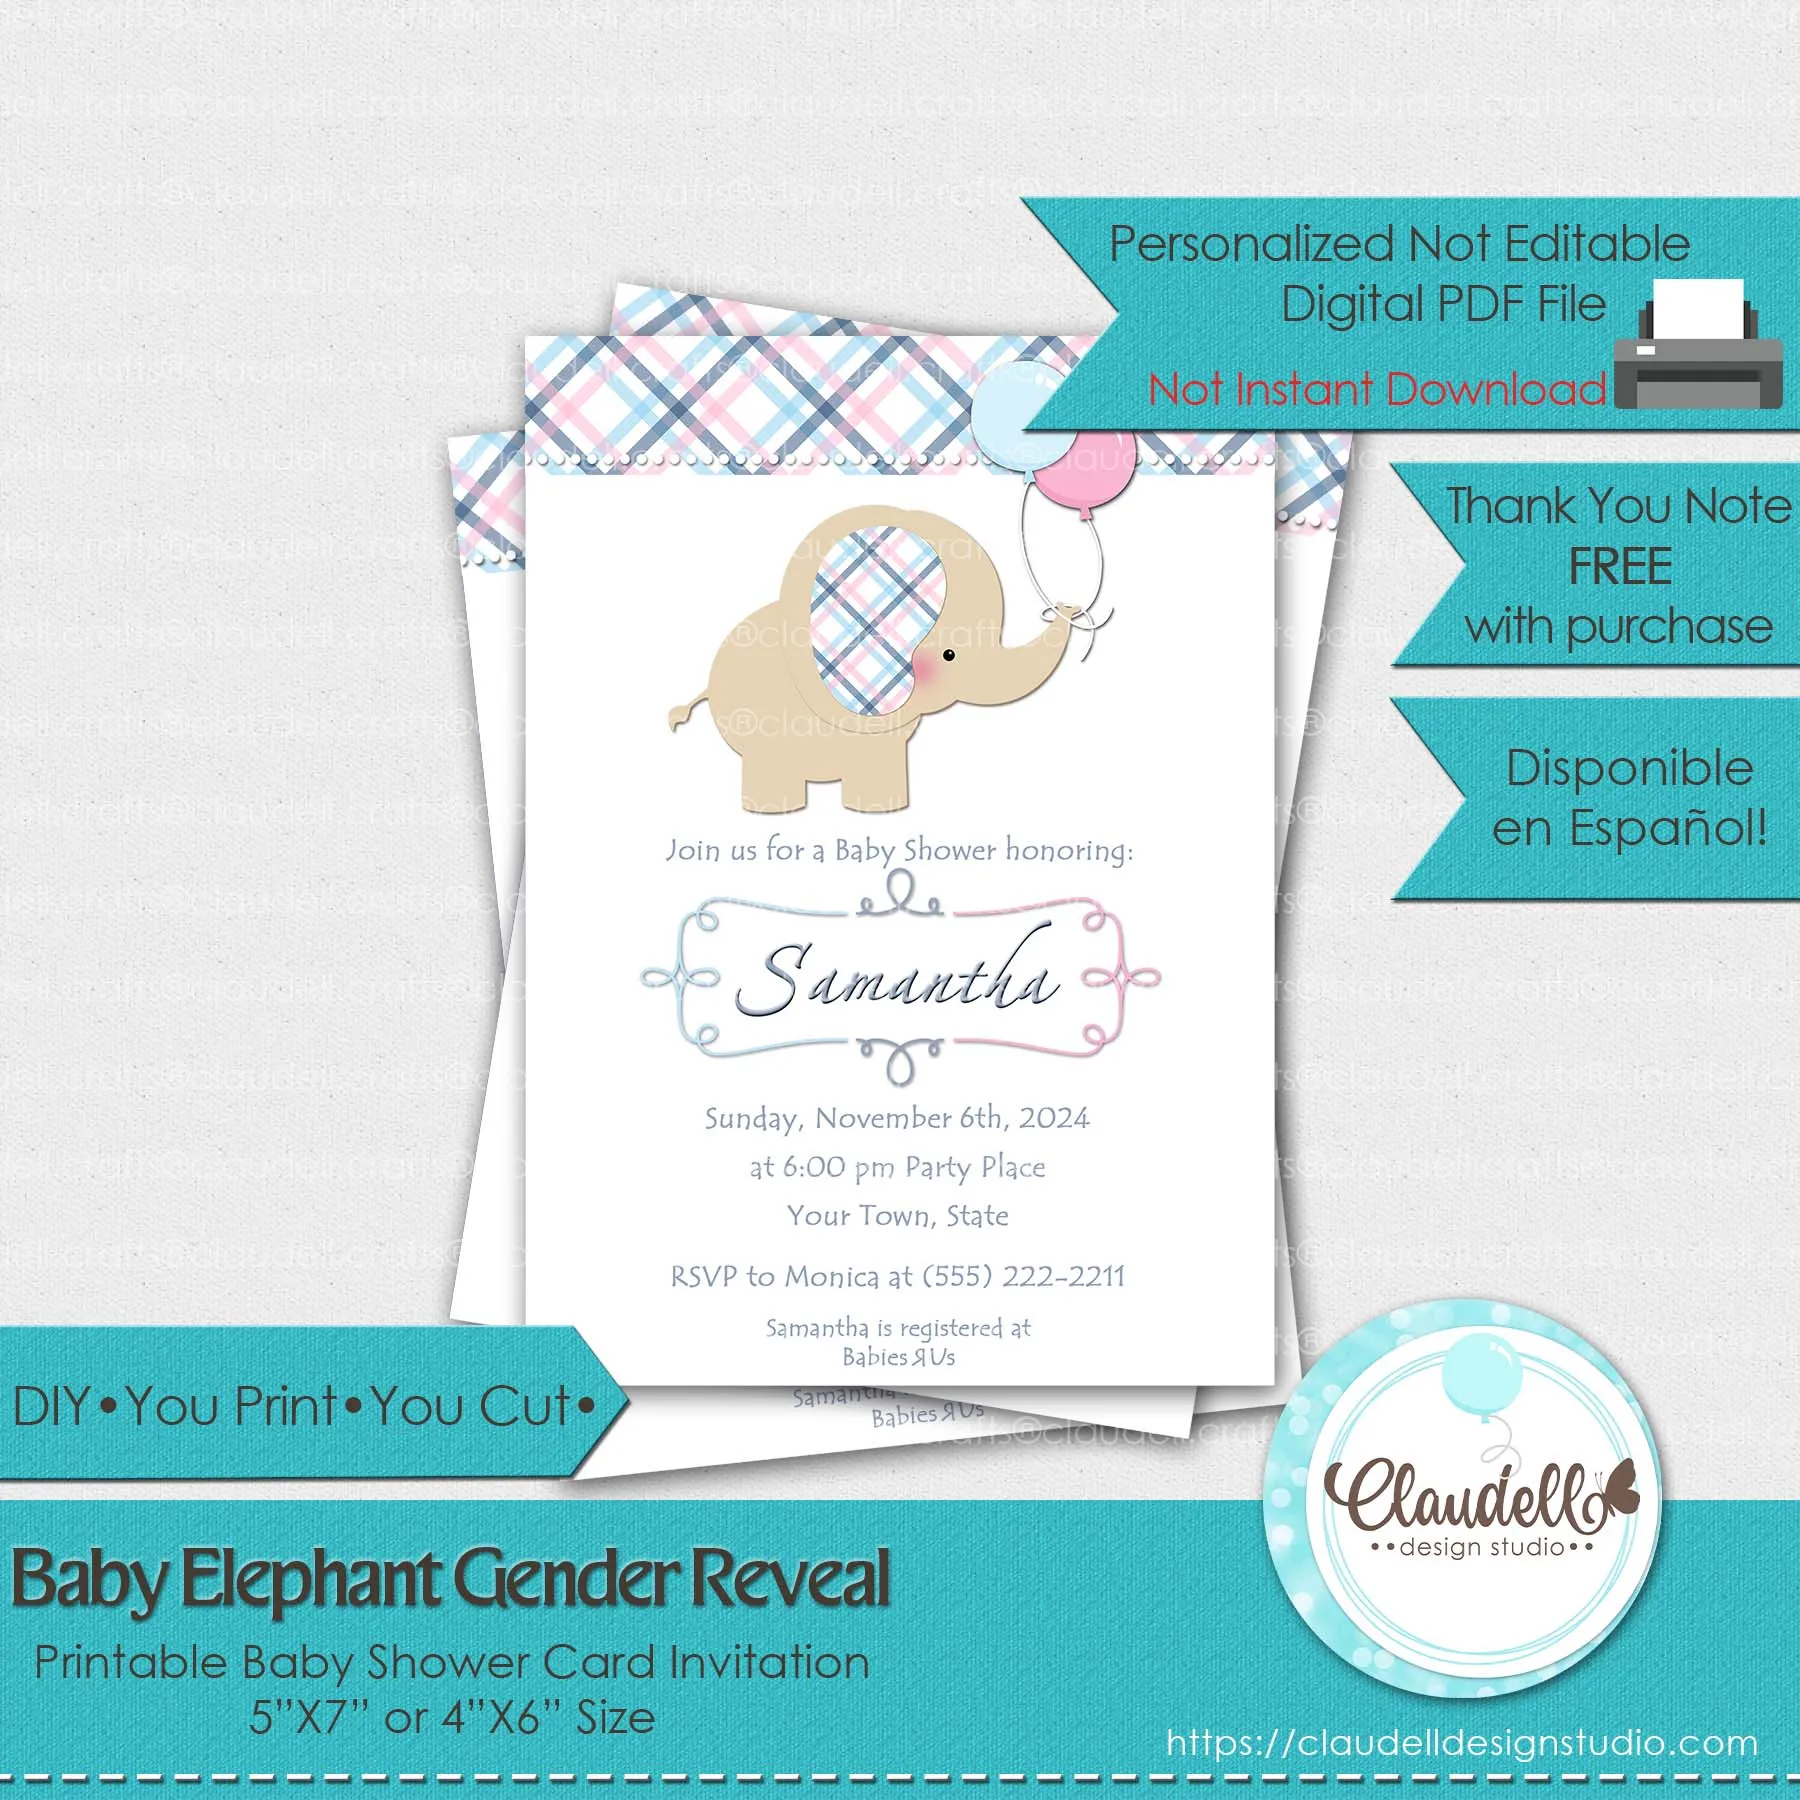 Personalized Not Editable
Digital PDF File
Not Instant Download
Thank You Note
FREE
with purchase
Disponible
en Español!
Join us for a Baby Shower honoring:
Samantha
Sunday, November 6th, 2024
at 6:00 pm Party Place
Your Town, State
RSVP to Monica at (555) 222-2211
Samantha is registered at
Babies Я Us
Samantha
Babies Я Us
DIY•You Print•You Cut•
Baby Elephant Gender Reveal
Printable Baby Shower Card Invitation
5”X7” or 4”X6” Size
Claudell
••design studio••
https://claudelldesignstudio.com